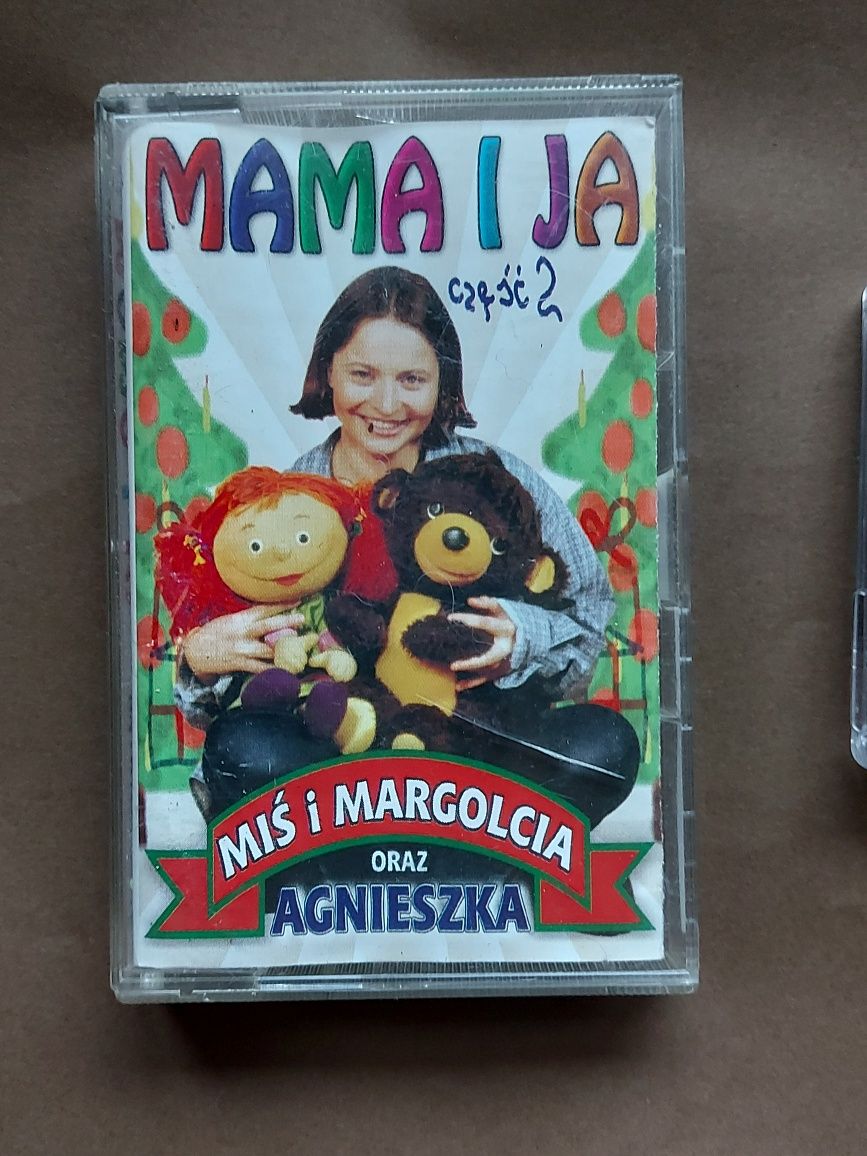 MAMA I JA
część 2
MIŚ i MARGOLCIA
ORAZ
AGNIESZKA